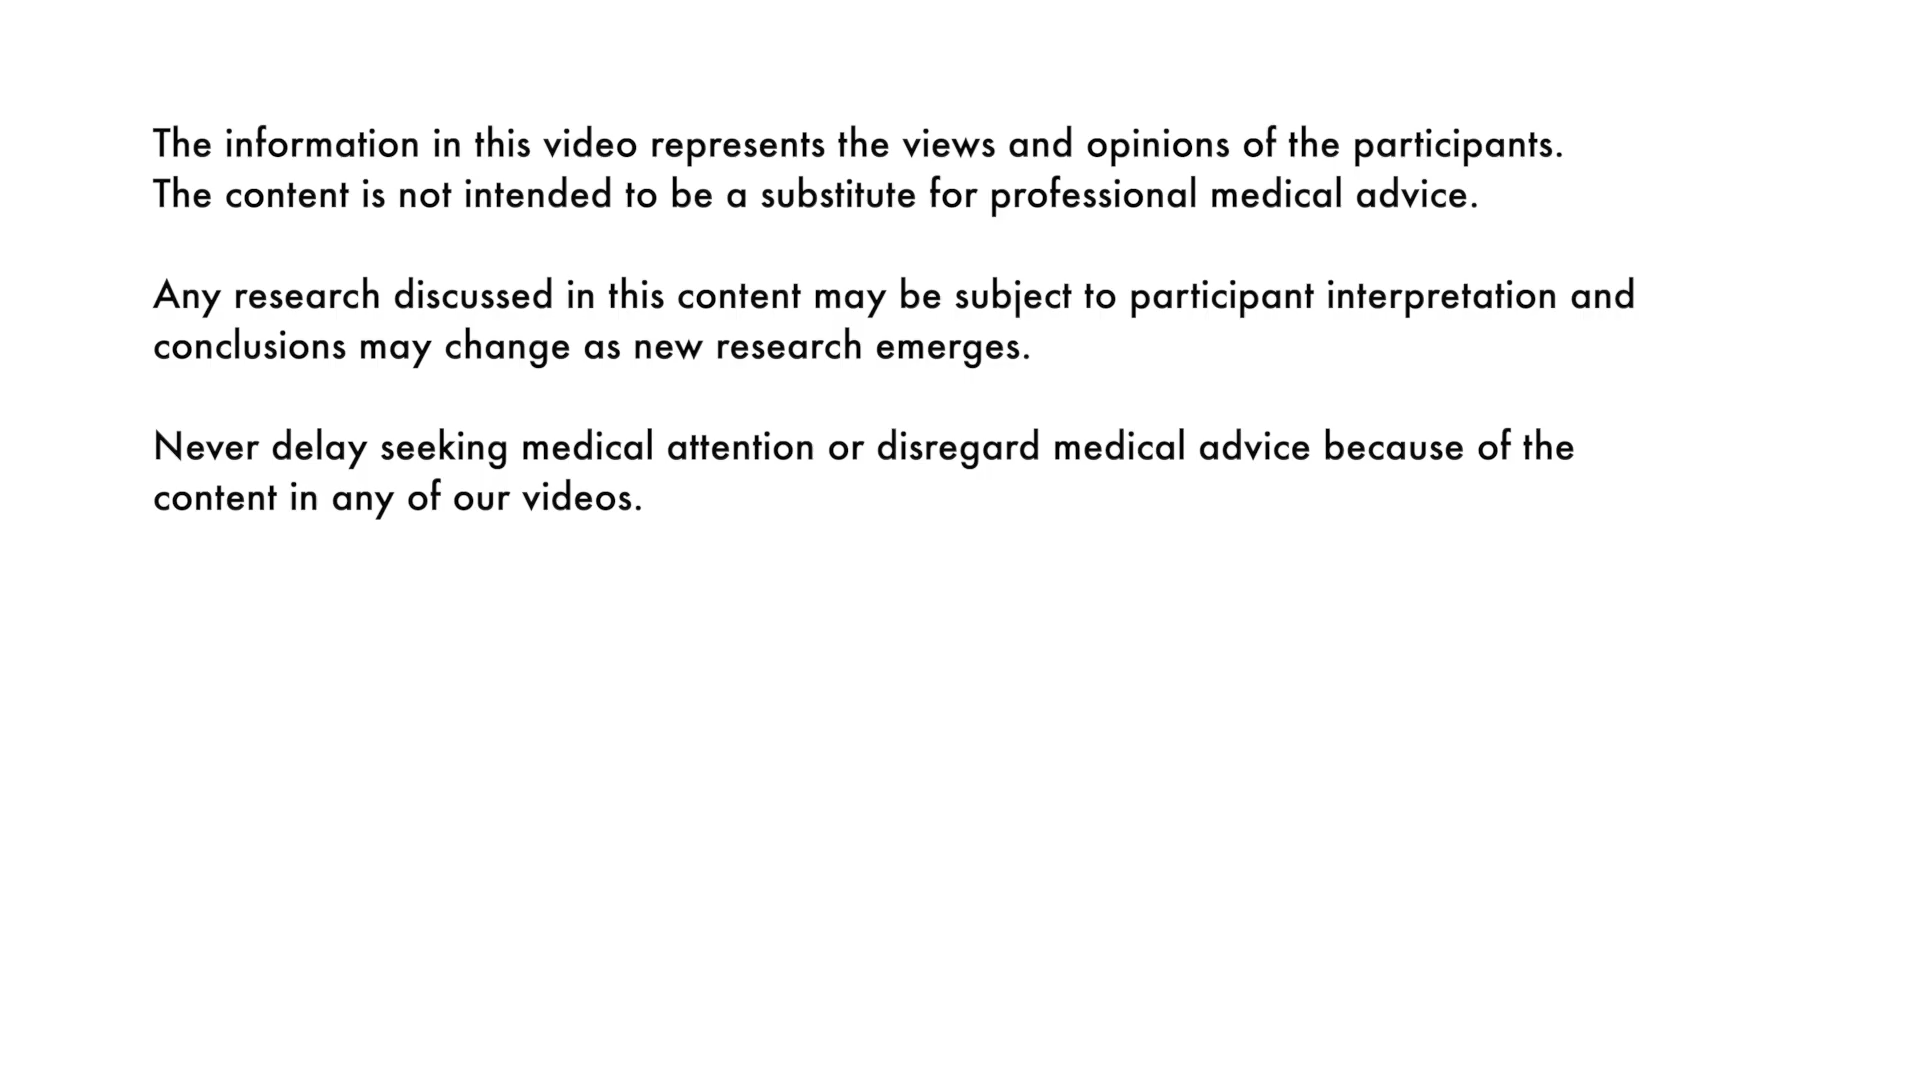 The information in this video represents the views and opinions of the participants.
The content is not intended to be a substitute for professional medical advice.
Any research discussed in this content may be subject to participant interpretation and
conclusions may change as new research emerges.
Never delay seeking medical attention or disregard medical advice because of the
content in any of our videos.